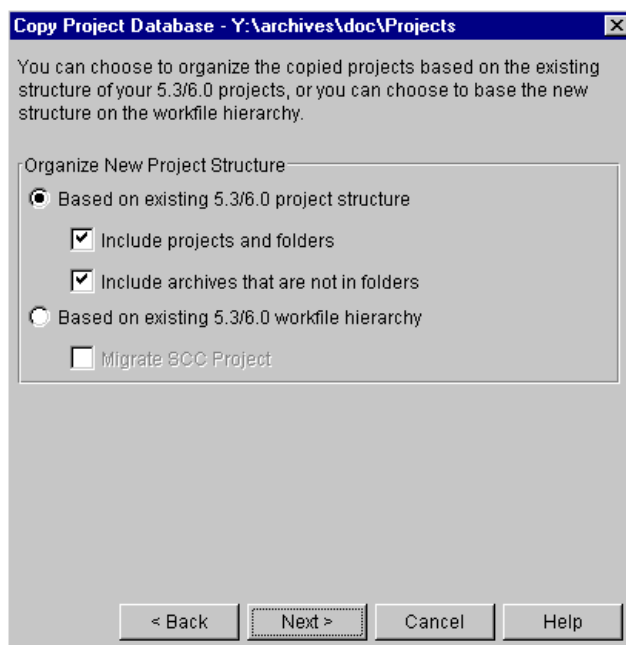 Copy Project Database - Y:\archives\doc\Projects
You can choose to organize the copied projects based on the existing
structure of your 5.3/6.0 projects, or you can choose to base the new
structure on the workfile hierarchy.
Organize New Project Structure
Based on existing 5.3/6.0 project structure
Include projects and folders
Include archives that are not in folders
Based on existing 5.3/6.0 workfile hierarchy
Migrate SCC Project
< Back Next > Cancel Help